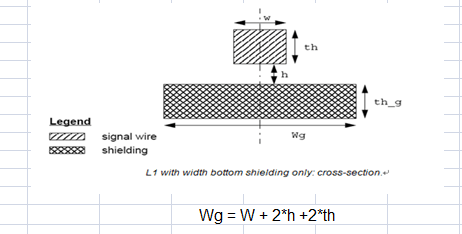 w
th
h
th_g
Wg
Legend
signal wire
shielding
L1 with width bottom shielding only: cross-section.↵
Wg = W + 2*h +2*th